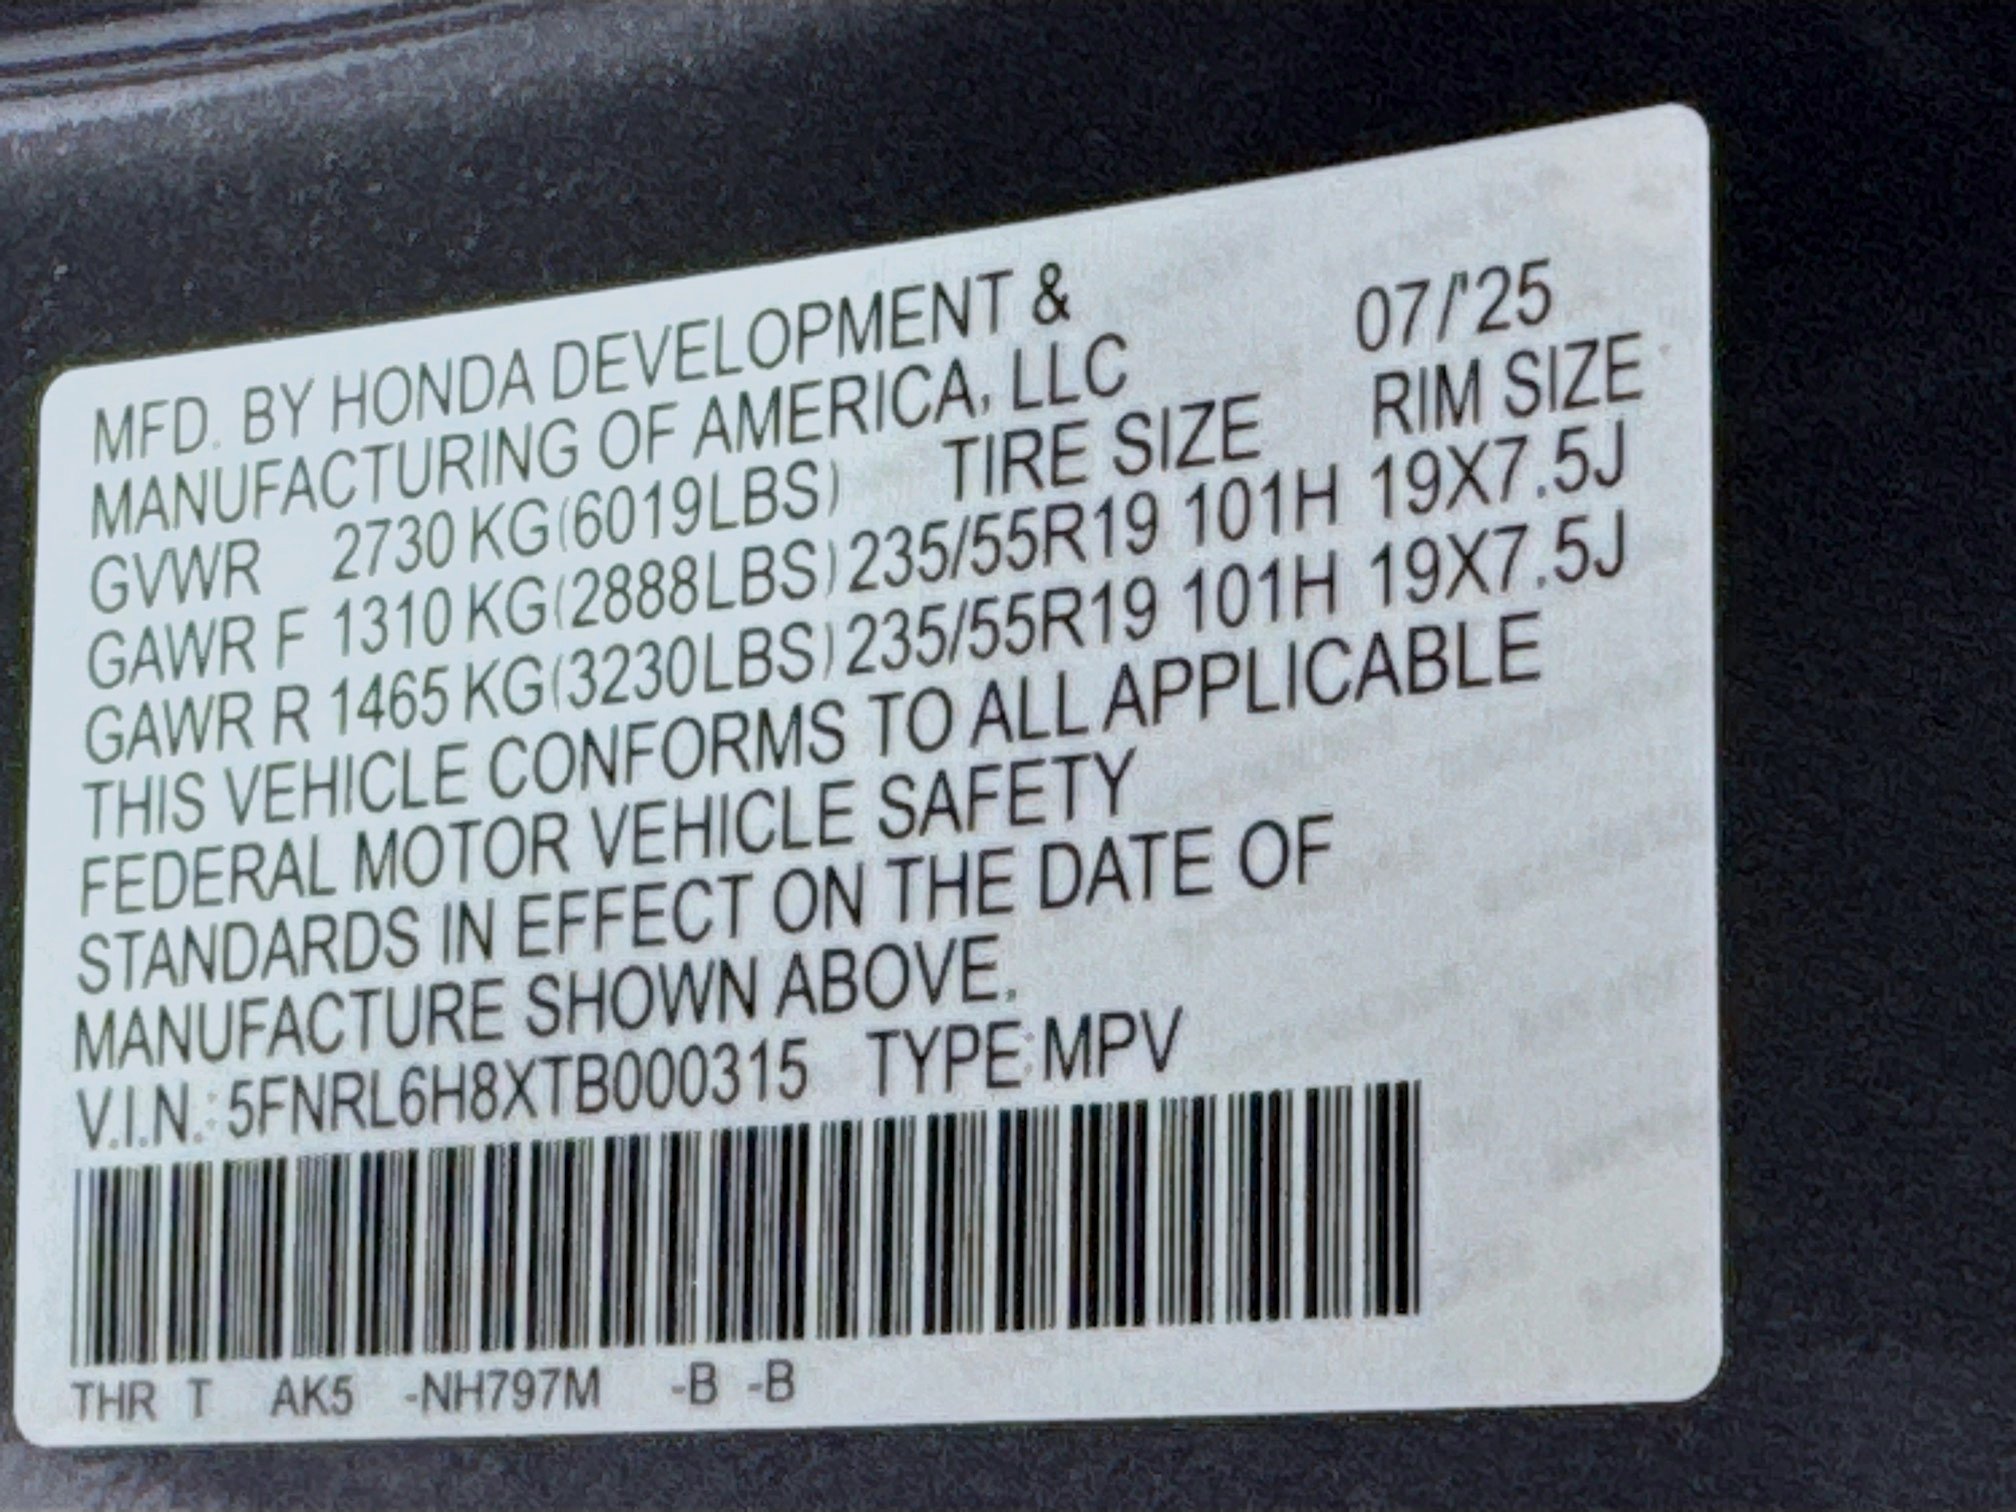 MFD. BY HONDA DEVELOPMENT &
MANUFACTURING OF AMERICA, LLC 07/'25
GVWR 2730 KG(6019LBS) TIRE SIZE RIM SIZE
GAWR F 1310 KG(2888LBS) 235/55R19 101H 19X7.5J
GAWR R 1465 KG(3230LBS) 235/55R19 101H 19X7.5J
THIS VEHICLE CONFORMS TO ALL APPLICABLE
FEDERAL MOTOR VEHICLE SAFETY
STANDARDS IN EFFECT ON THE DATE OF
MANUFACTURE SHOWN ABOVE.
V.I.N.: 5FNRL6H8XTB000315 TYPE:MPV
THR T AK5 -NH797M -B -B